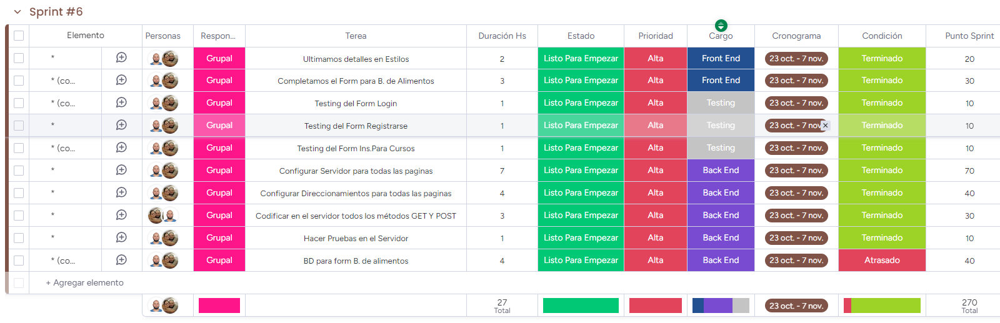 Sprint #6
Elemento Personas Respon... Terea Duración Hs Estado Prioridad Cargo Cronograma Condición Punto Sprint
* Grupal Ultimamos detalles en Estilos 2 Listo Para Empezar Alta Front End 23 oct. - 7 nov. Terminado 20
* (co... Grupal Completamos el Form para B. de Alimentos 3 Listo Para Empezar Alta Front End 23 oct. - 7 nov. Terminado 30
* (co... Grupal Testing del Form Login 1 Listo Para Empezar Alta Testing 23 oct. - 7 nov. Terminado 10
* Grupal Testing del Form Registrarse 1 Listo Para Empezar Alta Testing 23 oct. - 7 nov Terminado 10
* (co... Grupal Testing del Form Ins.Para Cursos 1 Listo Para Empezar Alta Testing 23 oct. - 7 nov. Terminado 10
* Grupal Configurar Servidor para todas las paginas 7 Listo Para Empezar Alta Back End 23 oct. - 7 nov. Terminado 70
* Grupal Configurar Direccionamientos para todas las paginas 4 Listo Para Empezar Alta Back End 23 oct. - 7 nov. Terminado 40
* Grupal Codificar en el servidor todos los métodos GET Y POST 3 Listo Para Empezar Alta Back End 23 oct. - 7 nov. Terminado 30
* Grupal Hacer Pruebas en el Servidor 1 Listo Para Empezar Alta Back End 23 oct. - 7 nov. Terminado 10
* (co... Grupal BD para form B. de alimentos 4 Listo Para Empezar Alta Back End 23 oct. - 7 nov. Atrasado 40
+ Agregar elemento
27 23 oct. - 7 nov. 270
Total Total